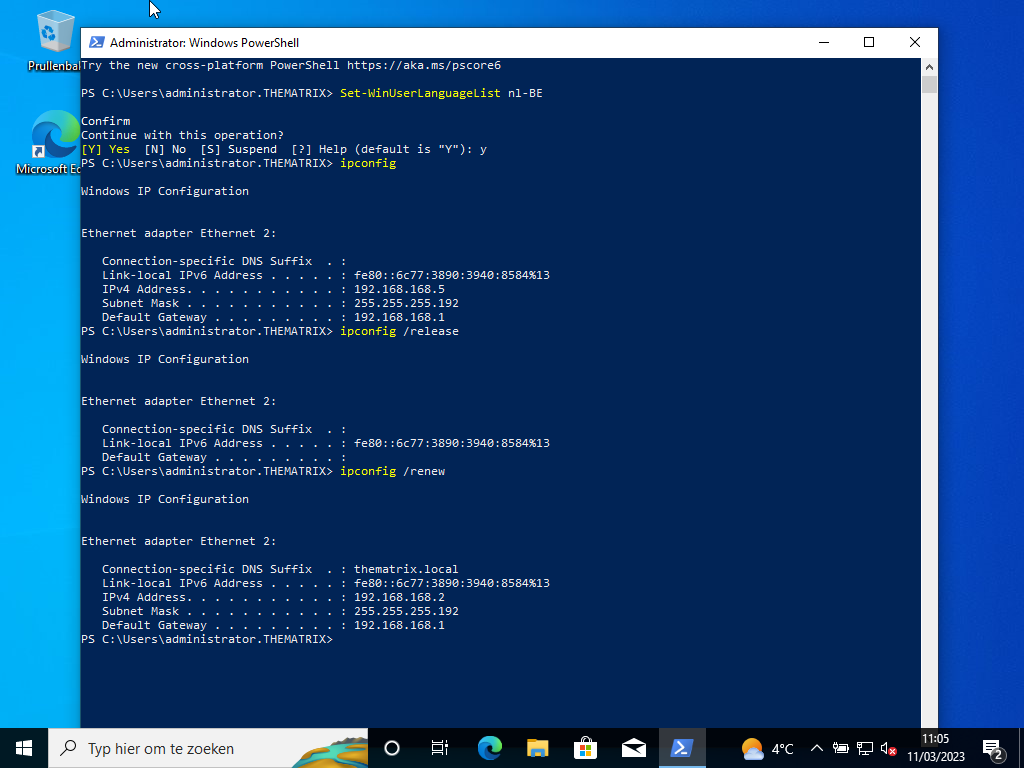 Prullenba
Microsoft Ed
Administrator: Windows PowerShell
Try the new cross-platform PowerShell https://aka.ms/pscore6
PS C:\Users\administrator.THEMATRIX> Set-WinUserLanguageList nl-BE
Confirm
Continue with this operation?
[Y] Yes  [N] No  [S] Suspend  [?] Help (default is "Y"): y
PS C:\Users\administrator.THEMATRIX> ipconfig
Windows IP Configuration
Ethernet adapter Ethernet 2:
   Connection-specific DNS Suffix  . :
   Link-local IPv6 Address . . . . . : fe80::6c77:3890:3940:8584%13
   IPv4 Address. . . . . . . . . . . : 192.168.168.5
   Subnet Mask . . . . . . . . . . . : 255.255.255.192
   Default Gateway . . . . . . . . . : 192.168.168.1
PS C:\Users\administrator.THEMATRIX> ipconfig /release
Windows IP Configuration
Ethernet adapter Ethernet 2:
   Connection-specific DNS Suffix  . :
   Link-local IPv6 Address . . . . . : fe80::6c77:3890:3940:8584%13
   Default Gateway . . . . . . . . . :
PS C:\Users\administrator.THEMATRIX> ipconfig /renew
Windows IP Configuration
Ethernet adapter Ethernet 2:
   Connection-specific DNS Suffix  . : thematrix.local
   Link-local IPv6 Address . . . . . : fe80::6c77:3890:3940:8584%13
   IPv4 Address. . . . . . . . . . . : 192.168.168.2
   Subnet Mask . . . . . . . . . . . : 255.255.255.192
   Default Gateway . . . . . . . . . : 192.168.168.1
PS C:\Users\administrator.THEMATRIX>
Typ hier om te zoeken
4°C
11:05
11/03/2023
2